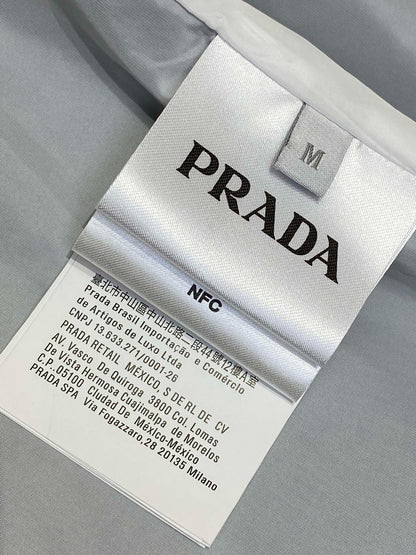 M
PRADA
NFC
臺北市中山區中山北路二段44號12樓A室
Prada Brasil Importação e Comércio
de Artigos de Luxo Ltda
CNPJ 13.633.271/0001-26
PRADA RETAIL MÉXICO, S DE RL DE CV
AV. Vasco De Quiroga 3800 Col. Lomas
De Vista Hermosa Cuajimalpa de Morelos
C.P.:05100 Ciudad De México-México
PRADA SPA Via Fogazzaro,28 20135 Milano